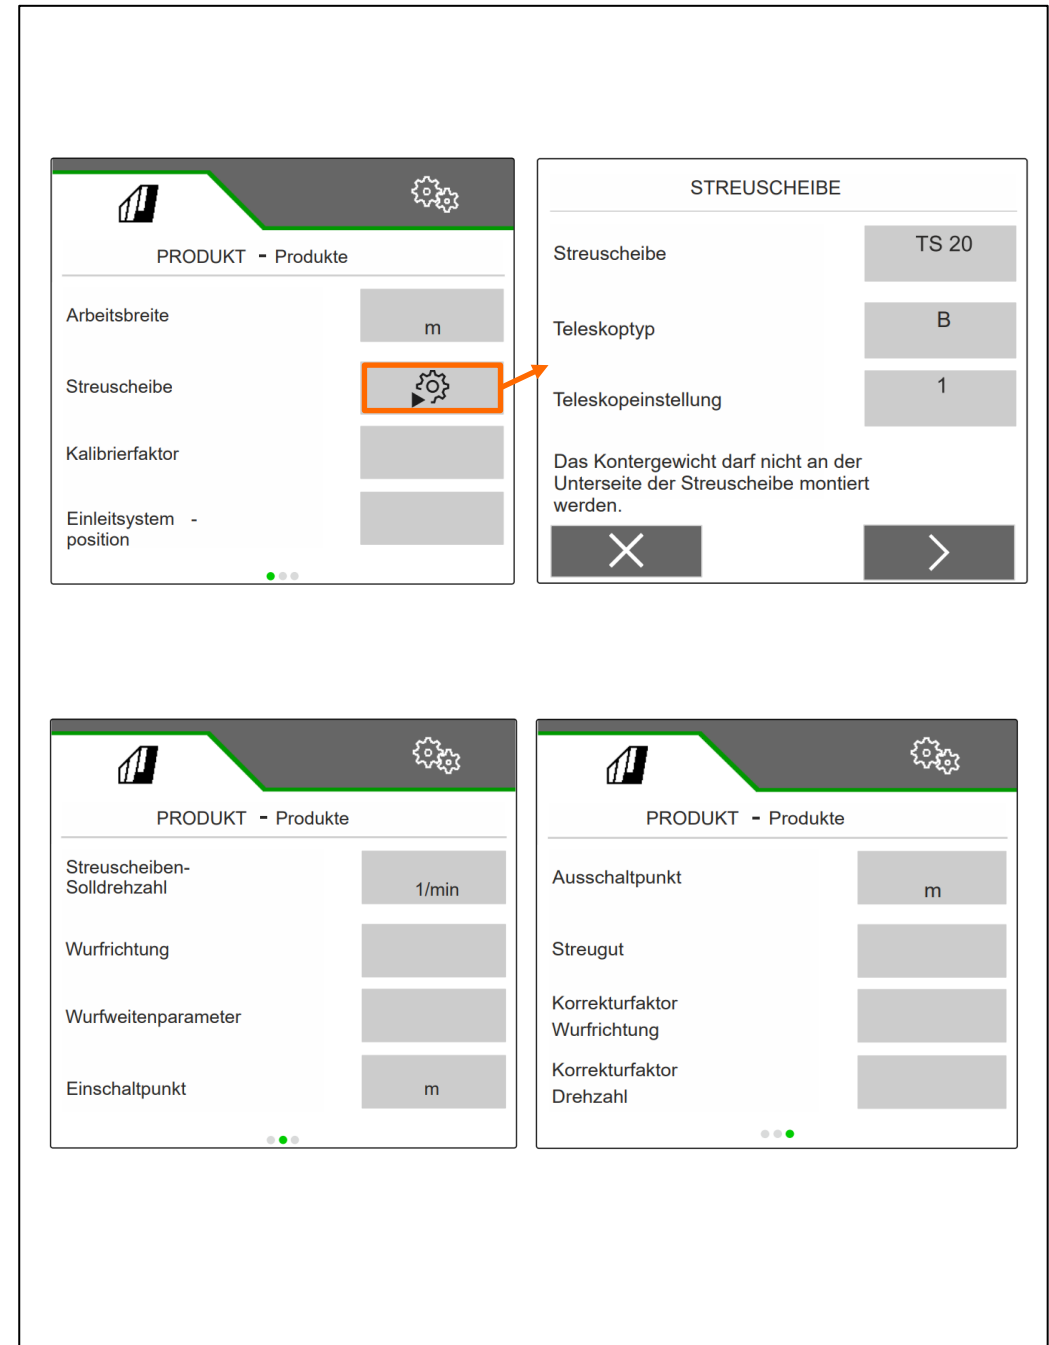 PRODUKT - Produkte
Arbeitsbreite
m
Streuscheibe
Kalibrierfaktor
Einleitsystem -
position
STREUSCHEIBE
Streuscheibe
TS 20
Teleskoptyp
B
Teleskopeinstellung
1
Das Kontergewicht darf nicht an der
Unterseite der Streuscheibe montiert
werden.
PRODUKT - Produkte
Streuscheiben-
Solldrehzahl
1/min
Wurfrichtung
Wurfweitenparameter
Einschaltpunkt
m
PRODUKT - Produkte
Ausschaltpunkt
m
Streugut
Korrekturfaktor
Wurfrichtung
Korrekturfaktor
Drehzahl